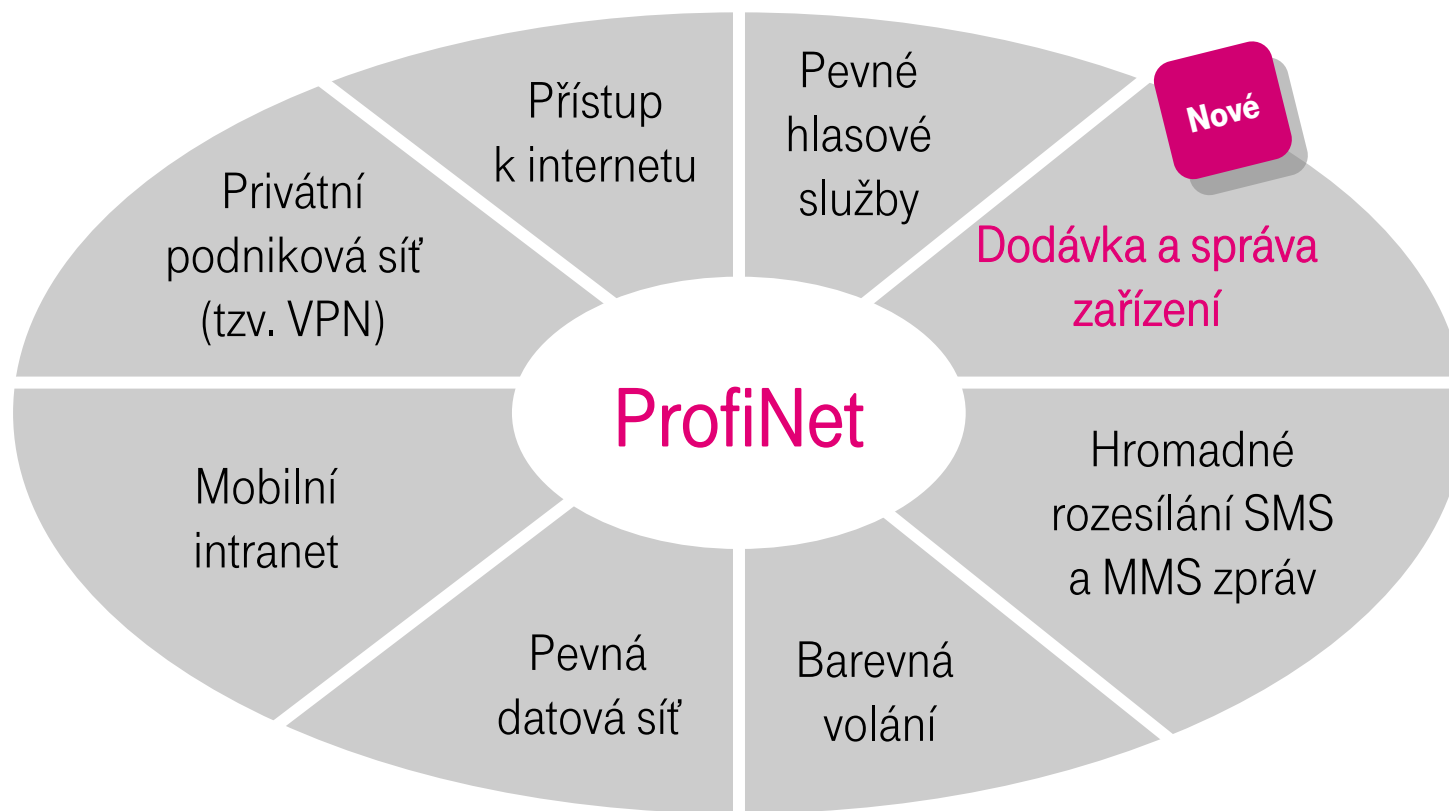 Přístup
k internetu
Pevné
hlasové
služby
Nové
Dodávka a správa
zařízení
Privátní
podniková síť
(tzv. VPN)
ProfiNet
Hromadné
rozesílání SMS
a MMS zpráv
Mobilní
intranet
Pevná
datová síť
Barevná
volání